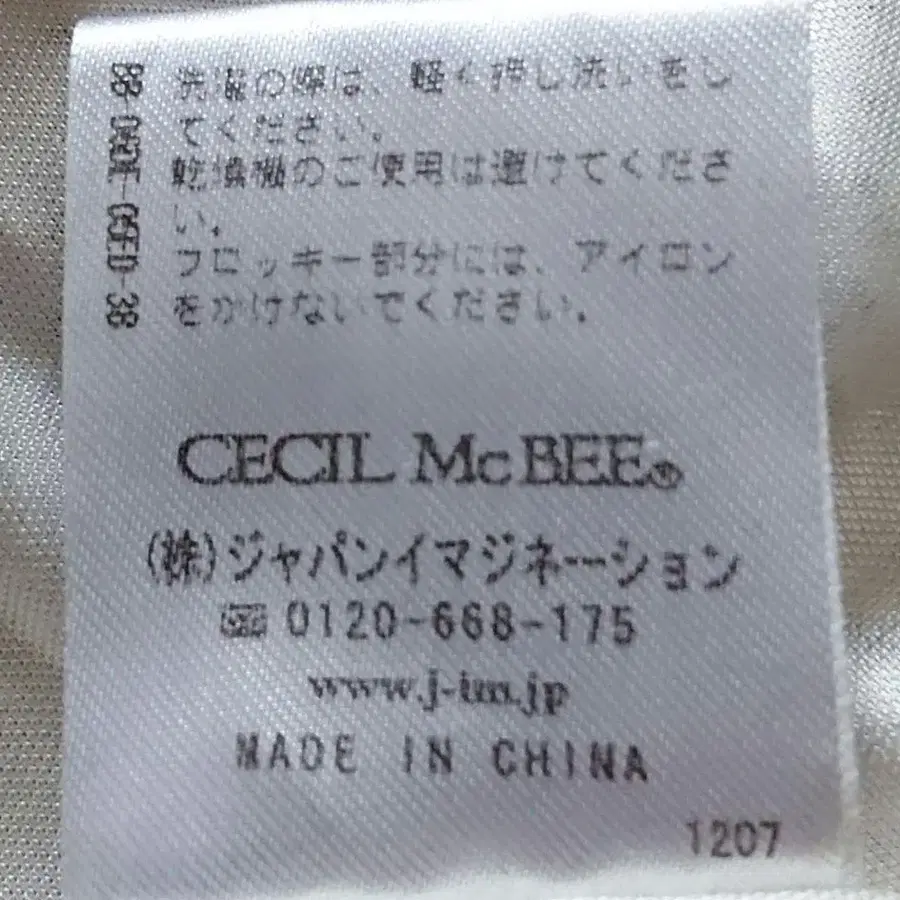 洗濯の際は、軽く押し洗いをし
てください。
乾燥機のご使用は避けてくださ
い。
フロッキー部分には、アイロン
をかけないでください。
CECIL McBEE®
(株)ジャパンイマジネーション
0120-668-175
www.j-im.jp
MADE IN CHINA
1207